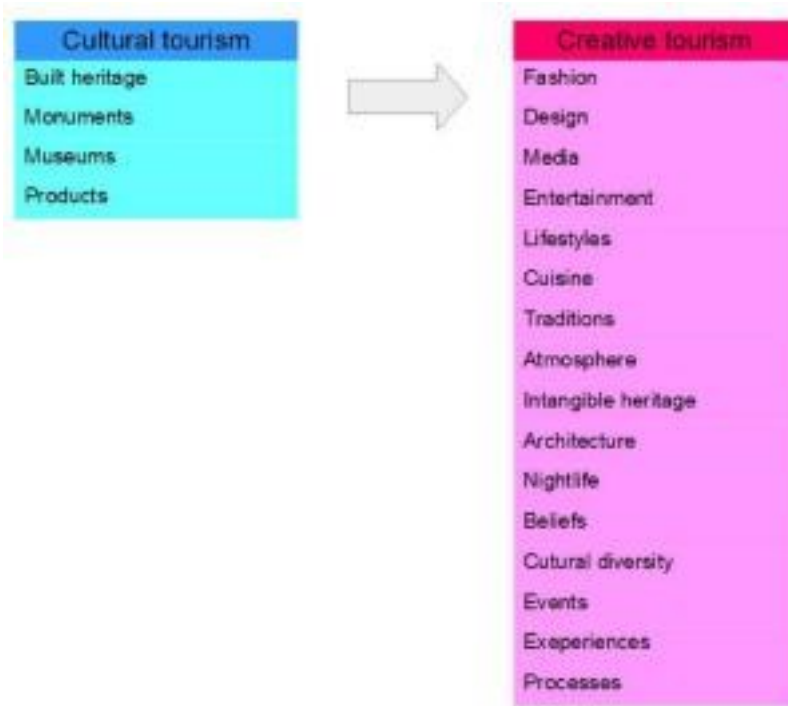 Cultural tourism
Built heritage
Monuments
Museums
Products
Creative tourism
Fashion
Design
Media
Entertainment
Lifestyles
Cuisine
Traditions
Atmosphere
Intangible heritage
Architecture
Nightlife
Beliefs
Cutural diversity
Events
Exeperiences
Processes